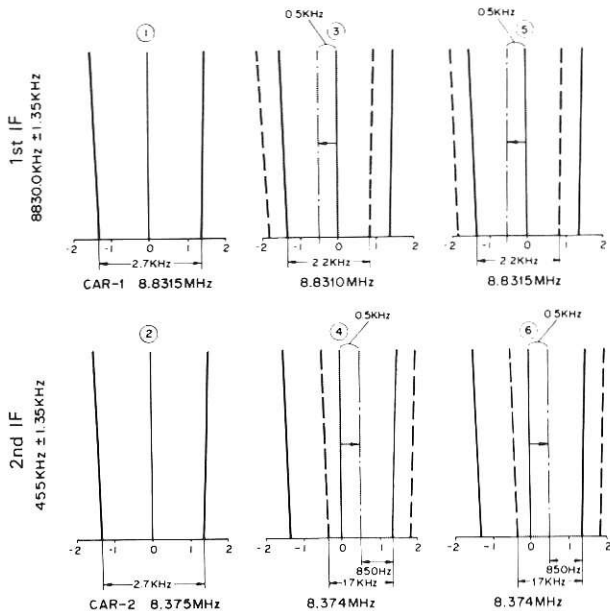 0.5KHz
0.5KHz
1
3
5
1st IF
8830.0KHz ±1.35KHz
-2 -1 0 1 2
-2 -1 0 1 2
-2 -1 0 1 2
2.7KHz
2.2KHz
2.2KHz
CAR-1 8.8315MHz
8.8310MHz
8.8315MHz
0.5KHz
0.5KHz
2
4
6
2nd IF
455KHz ±1.35KHz
-2 -1 0 1 2
-2 -1 0 1 2
-2 -1 0 1 2
850Hz
850Hz
2.7KHz
1.7KHz
1.7KHz
CAR-2 8.375MHz
8.374MHz
8.374MHz